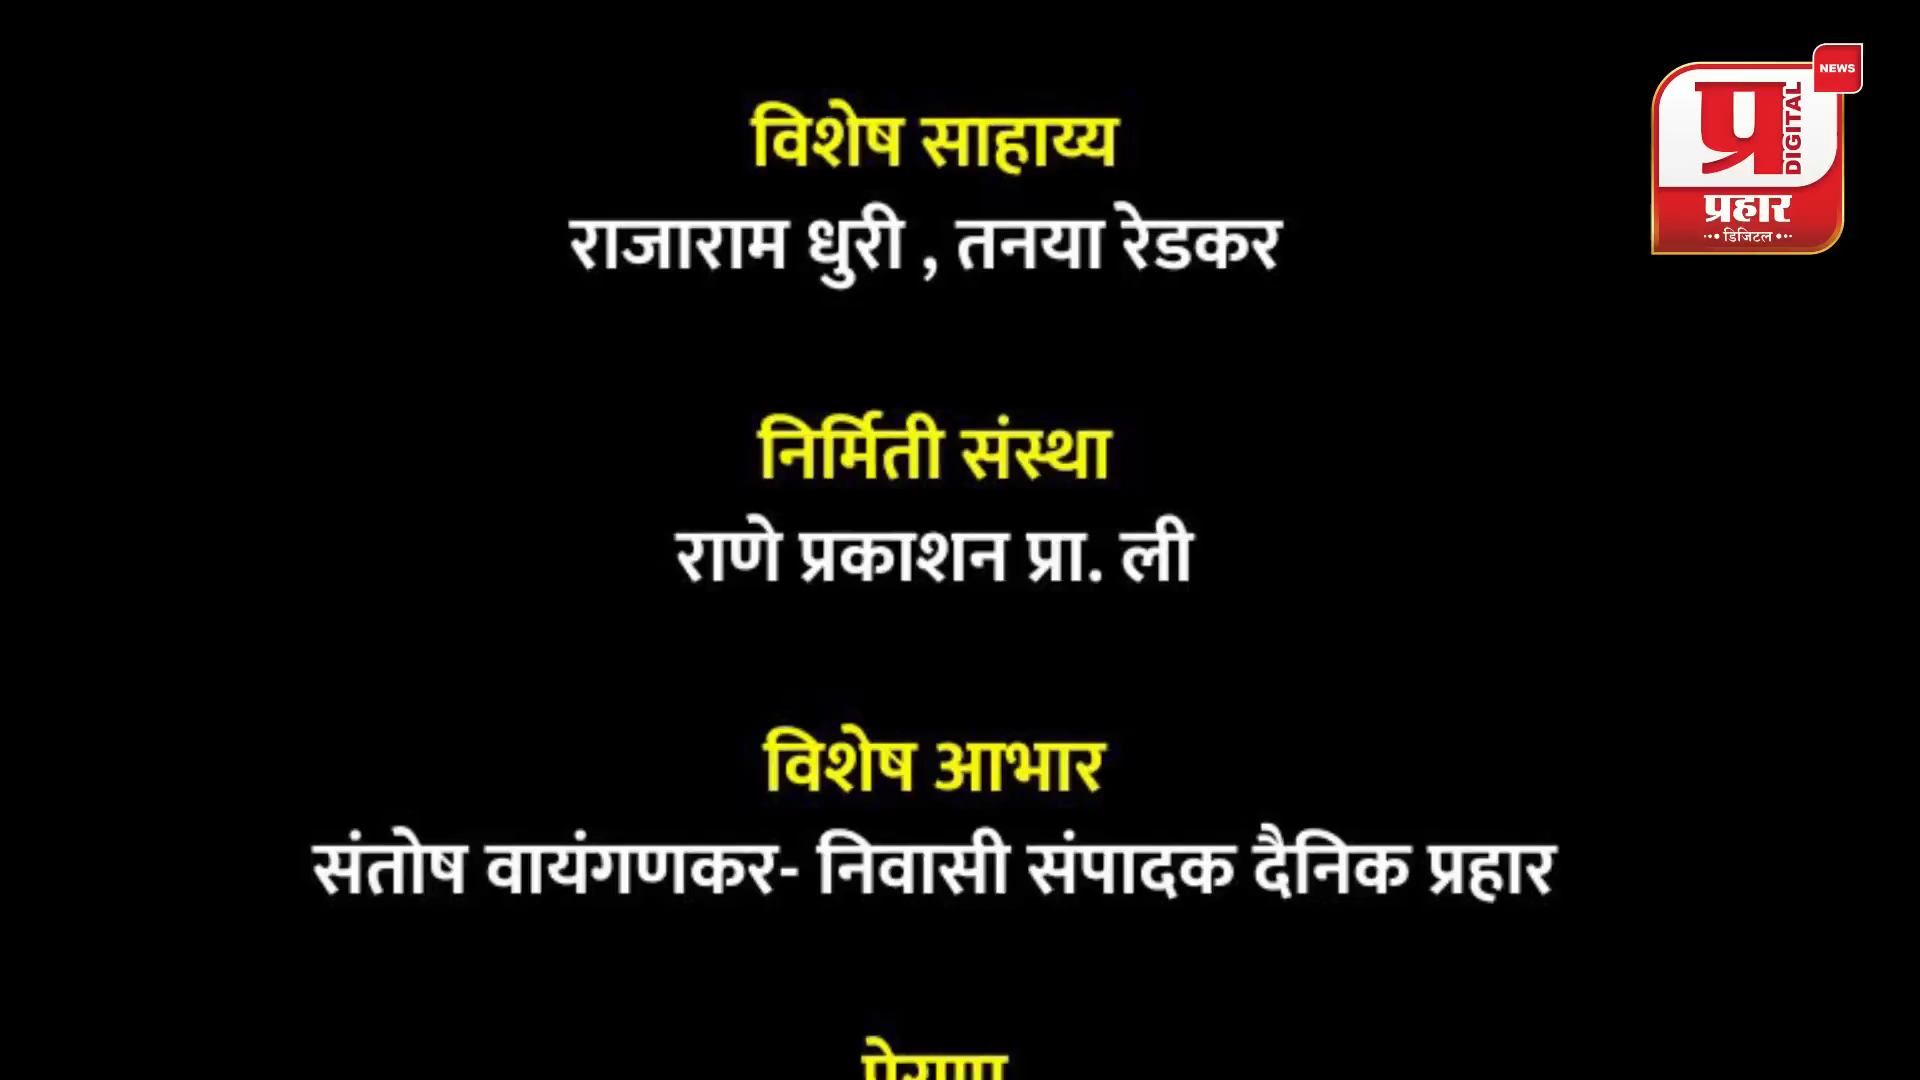 विशेष साहाय्य
राजाराम धुरी , तनया रेडकर
निर्मिती संस्था
राणे प्रकाशन प्रा. ली
विशेष आभार
संतोष वायंगणकर- निवासी संपादक दैनिक प्रहार
NEWS
प्र
DIGITAL
प्रहार
डिजिटल